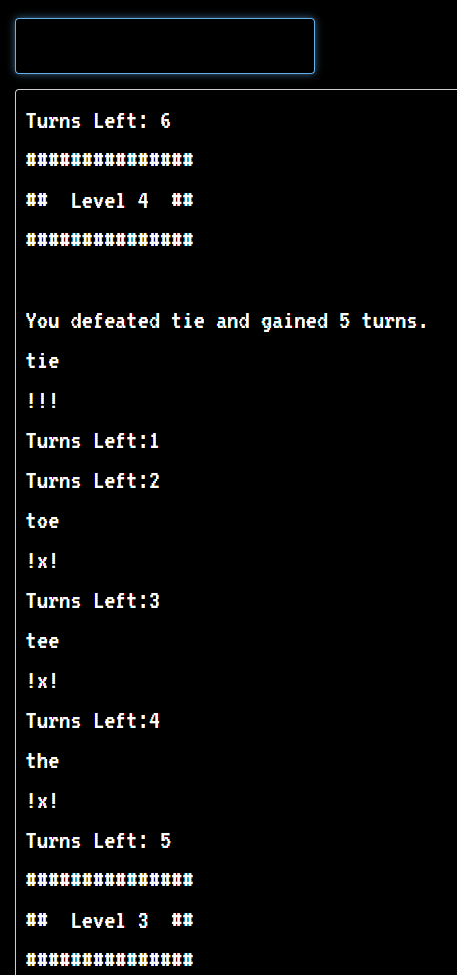 Turns Left: 6
###############
##  Level 4  ##
###############
You defeated tie and gained 5 turns.
tie
!!!
Turns Left:1
Turns Left:2
toe
!x!
Turns Left:3
tee
!x!
Turns Left:4
the
!x!
Turns Left: 5
###############
##  Level 3  ##
###############